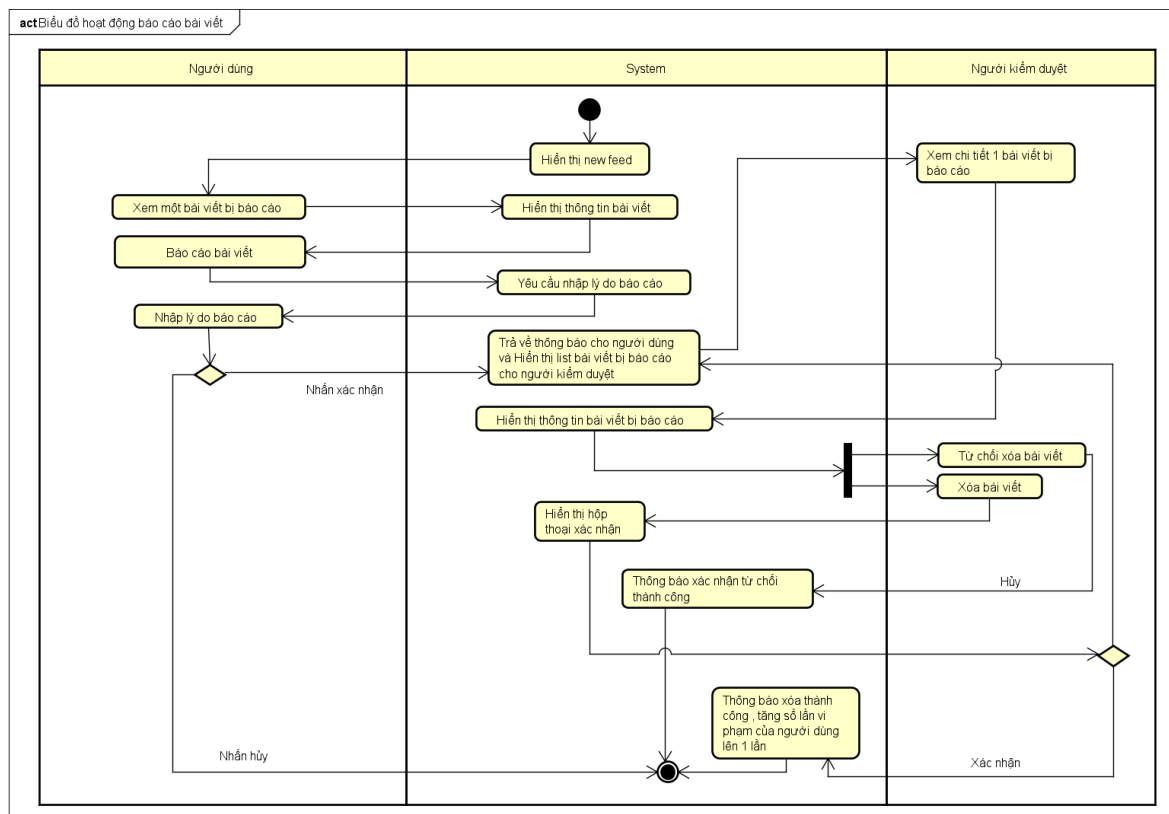 act Biểu đồ hoạt động báo cáo bài viết
Người dùng
System
Người kiểm duyệt
Hiển thị new feed
Xem chi tiết 1 bài viết bị
báo cáo
Xem một bài viết bị báo cáo
Hiển thị thông tin bài viết
Báo cáo bài viết
Yêu cầu nhập lý do báo cáo
Nhập lý do báo cáo
Trả về thông báo cho người dùng
và Hiển thị list bài viết bị báo cáo
cho người kiểm duyệt
Nhấn xác nhận
Hiển thị thông tin bài viết bị báo cáo
Từ chối xóa bài viết
Xóa bài viết
Hiển thị hộp
thoại xác nhận
Thông báo xác nhận từ chối
thành công
Hủy
Thông báo xóa thành
công , tăng số lần vi
phạm của người dùng
lên 1 lần
Nhấn hủy
Xác nhận